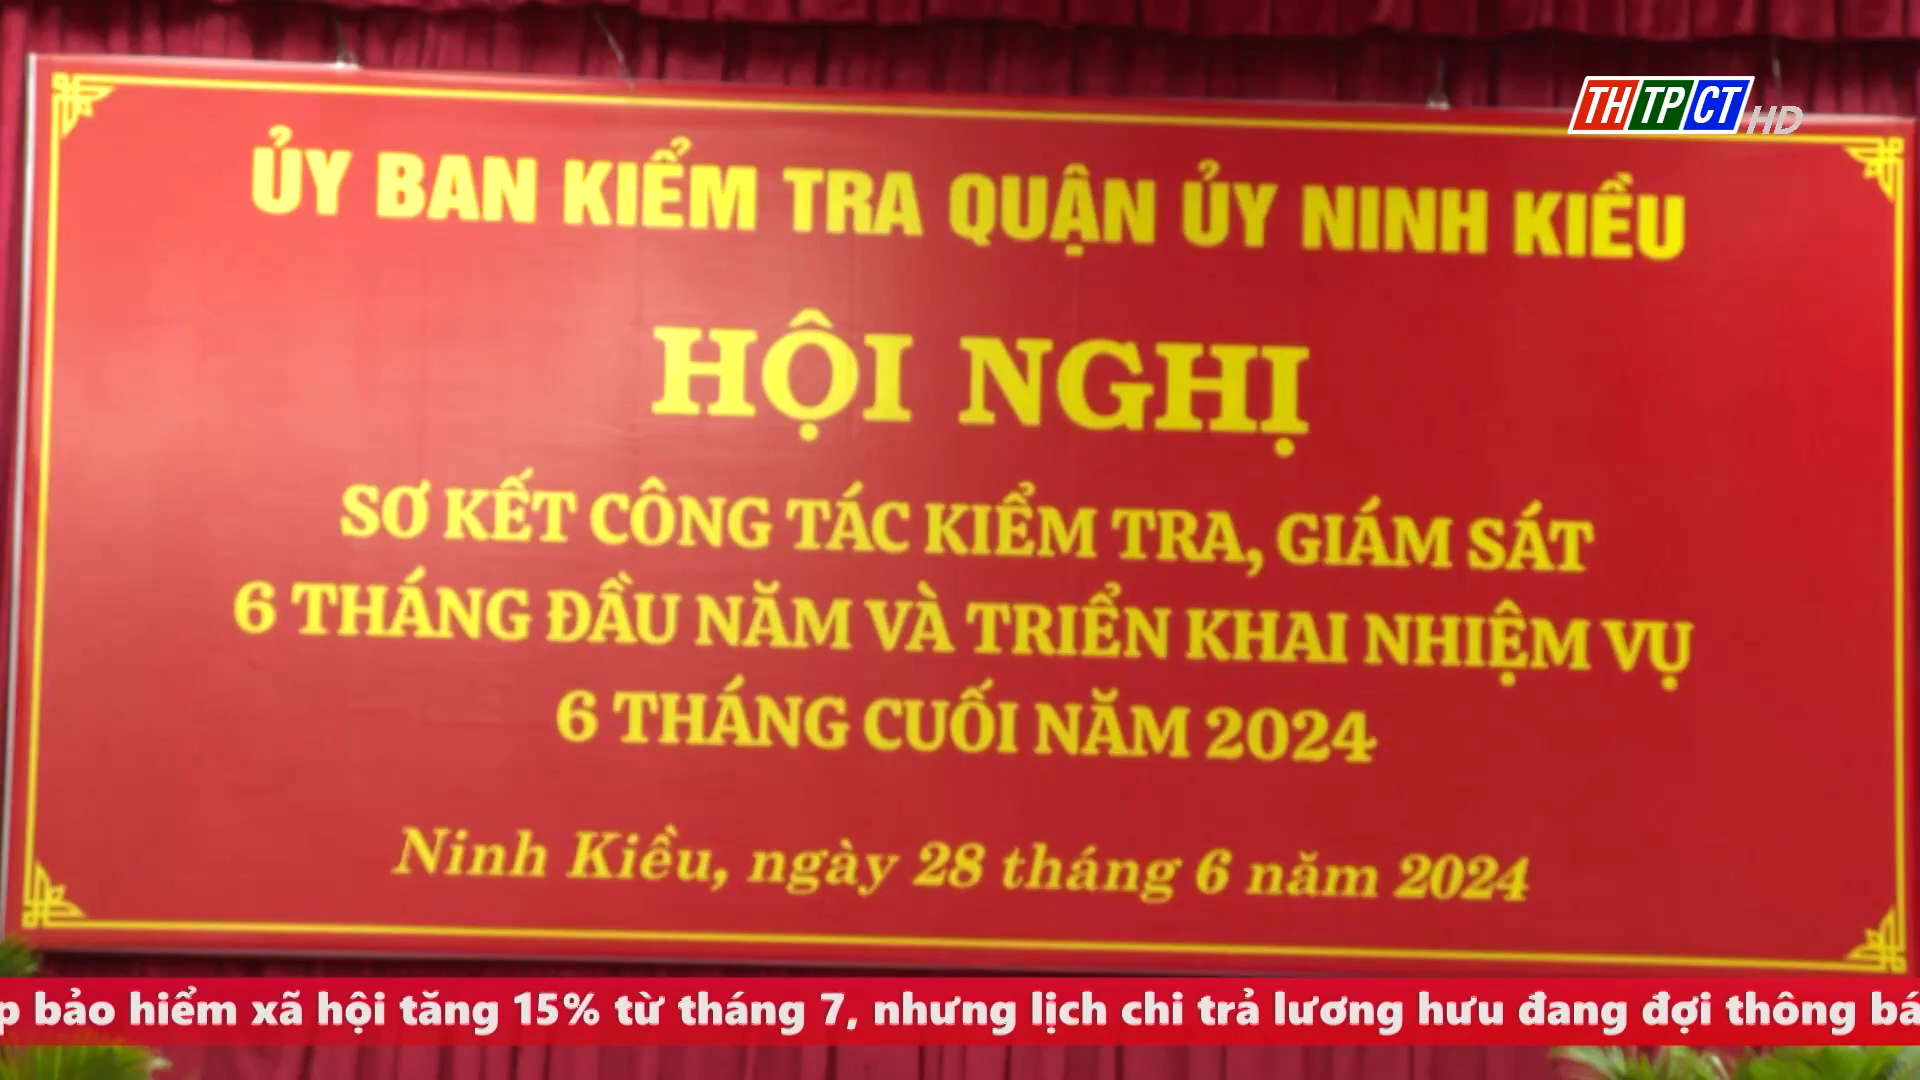 THTPCT HD
ỦY BAN KIỂM TRA QUẬN ỦY NINH KIỀU
HỘI NGHỊ
SƠ KẾT CÔNG TÁC KIỂM TRA, GIÁM SÁT
6 THÁNG ĐẦU NĂM VÀ TRIỂN KHAI NHIỆM VỤ
6 THÁNG CUỐI NĂM 2024
Ninh Kiều, ngày 28 tháng 6 năm 2024
p bảo hiểm xã hội tăng 15% từ tháng 7, nhưng lịch chi trả lương hưu đang đợi thông bá